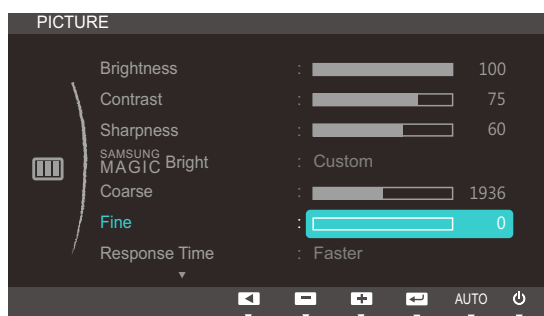 PICTURE
Brightness : 100
Contrast : 75
Sharpness : 60
SAMSUNG MAGIC Bright : Custom
Coarse : 1936
Fine : 0
Response Time : Faster
AUTO